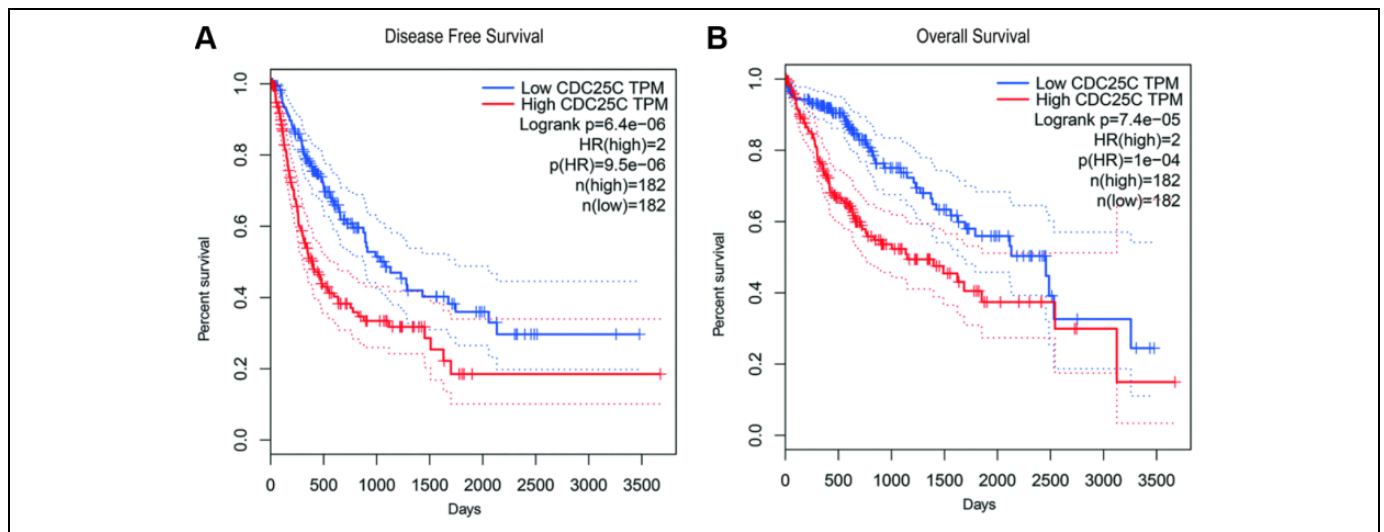 A
Disease Free Survival
Low CDC25C TPM
High CDC25C TPM
Logrank p=6.4e−06
HR(high)=2
p(HR)=9.5e−06
n(high)=182
n(low)=182
Percent survival
1.0
0.8
0.6
0.4
0.2
0.0
0 500 1000 1500 2000 2500 3000 3500
Days
B
Overall Survival
Low CDC25C TPM
High CDC25C TPM
Logrank p=7.4e−05
HR(high)=2
p(HR)=1e−04
n(high)=182
n(low)=182
Percent survival
1.0
0.8
0.6
0.4
0.2
0.0
0 500 1000 1500 2000 2500 3000 3500
Days